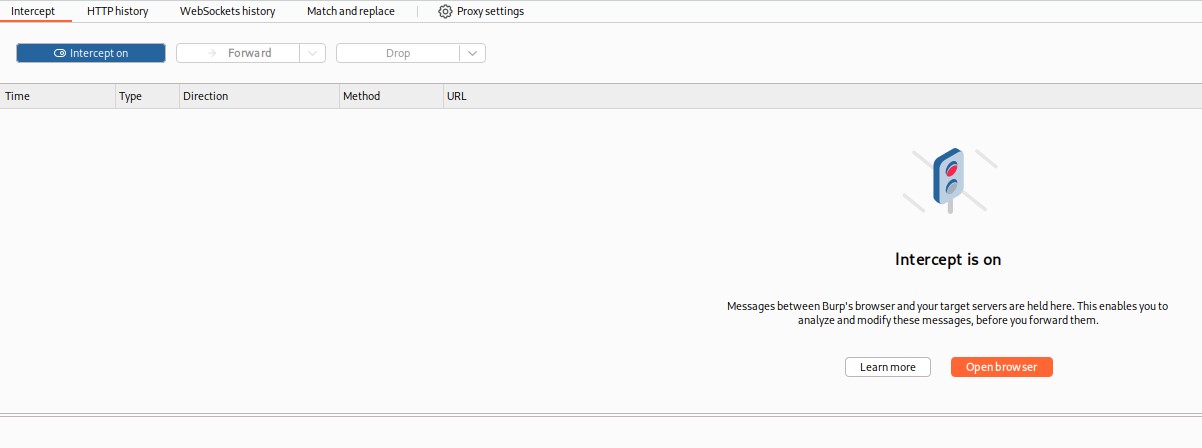 Intercept HTTP history WebSockets history Match and replace Proxy settings
Intercept on Forward Drop
Time Type Direction Method URL
Intercept is on
Messages between Burp's browser and your target servers are held here. This enables you to
analyze and modify these messages, before you forward them.
Learn more Open browser